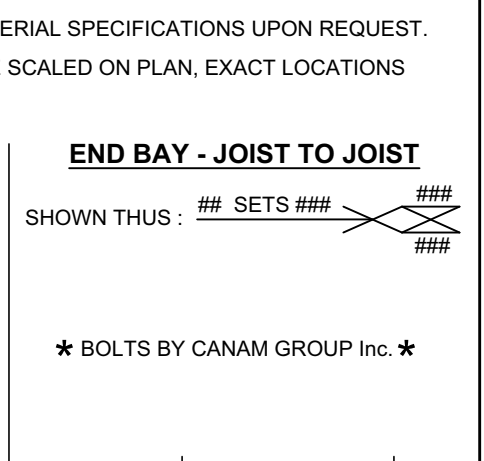 ERIAL SPECIFICATIONS UPON REQUEST.
SCALED ON PLAN, EXACT LOCATIONS
END BAY - JOIST TO JOIST
SHOWN THUS : ## SETS ### ###
###
* BOLTS BY CANAM GROUP Inc. *